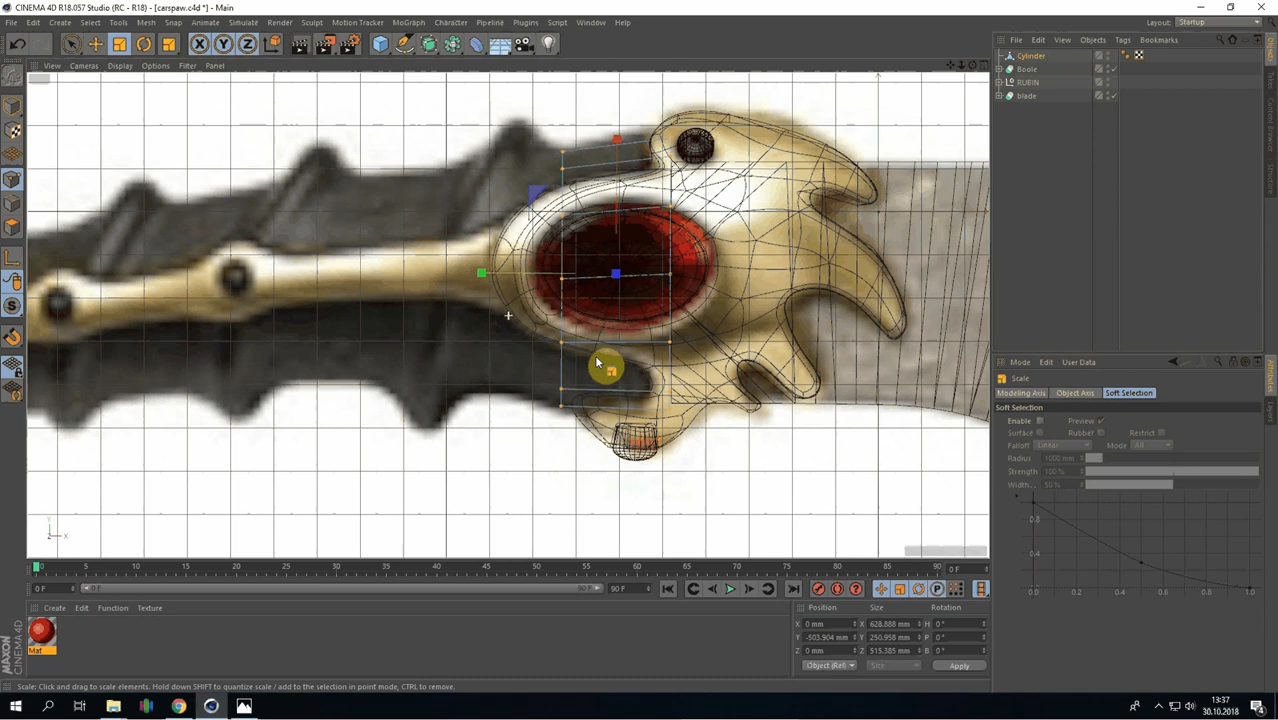 CINEMA 4D R18.057 Studio (RC - R18) - [carspaw.c4d *] - Main
File Edit Create Select Tools Mesh Snap Animate Simulate Render Sculpt Motion Tracker MoGraph Character Pipeline Plugins Script Window Help Layout: Startup
File Edit View Objects Tags Bookmarks
View Cameras Display Options Filter Panel
Cylinder
Boole
RUBIN
blade
Objects
Takes
Content Browser
Structure
Mode Edit User Data
Scale
Modeling Axis Object Axis Soft Selection
Soft Selection
Enable Preview
Surface Rubber Restrict
Falloff Linear Mode All
Radius 1000 mm
Strength 100 %
Width 50 %
0.8
0.4
0.0 0.2 0.4 0.6 0.8 1.0
Attributes
Layers
Y
Z X
0 5 10 15 20 25 30 35 40 45 50 55 60 65 70 75 80 85 90 0 F
0 F 0 F 90 F 90 F
Create Edit Function Texture
Mat
Position Size Rotation
X 0 mm X 628.888 mm H 0 °
Y -503.904 mm Y 250.958 mm P 0 °
Z 0 mm Z 515.385 mm B 0 °
Object (Rel) Size Apply
MAXON CINEMA 4D
Scale: Click and drag to scale elements. Hold down SHIFT to quantize scale / add to the selection in point mode, CTRL to remove.
13:37
30.10.2018
4